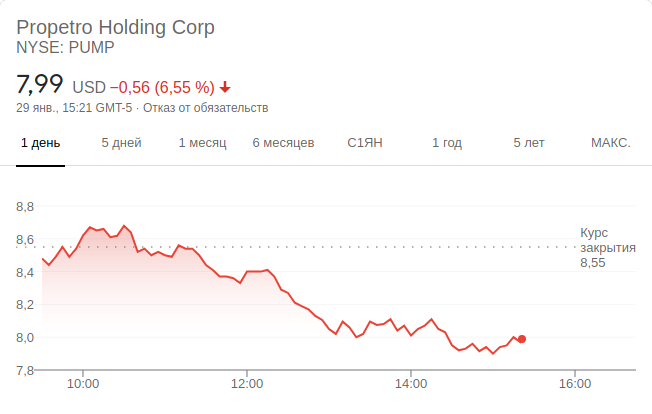 Propetro Holding Corp
NYSE: PUMP
7,99 USD −0,56 (6,55 %)
29 янв., 15:21 GMT-5 · Отказ от обязательств
1 день 5 дней 1 месяц 6 месяцев С1ЯН 1 год 5 лет МАКС.
8,8
8,6
8,4
8,2
8,0
7,8
Курс
закрытия
8,55
10:00 12:00 14:00 16:00